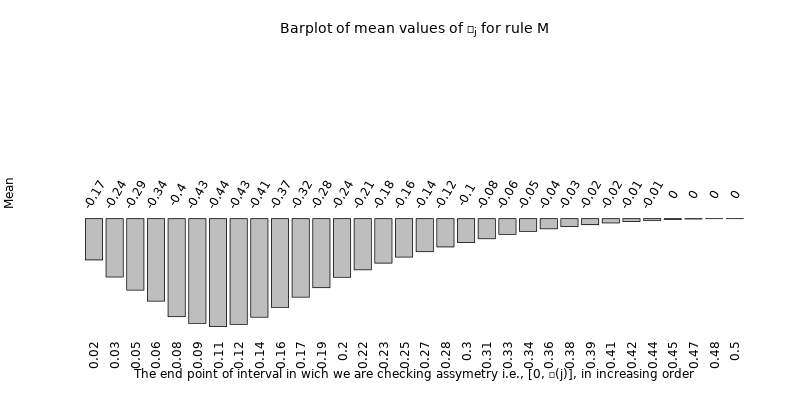 Barplot of mean values of □j for rule M
Mean
-0.17 -0.24 -0.29 -0.34 -0.4 -0.43 -0.44 -0.43 -0.41 -0.37 -0.32 -0.28 -0.24 -0.21 -0.18 -0.16 -0.14 -0.12 -0.1 -0.08 -0.06 -0.05 -0.04 -0.03 -0.02 -0.02 -0.01 -0.01 0 0 0 0
0.02 0.03 0.05 0.06 0.08 0.09 0.11 0.12 0.14 0.16 0.17 0.19 0.2 0.22 0.23 0.25 0.27 0.28 0.3 0.31 0.33 0.34 0.36 0.38 0.39 0.41 0.42 0.44 0.45 0.47 0.48 0.5
The end point of interval in wich we are checking assymetry i.e., [0, □(j)], in increasing order